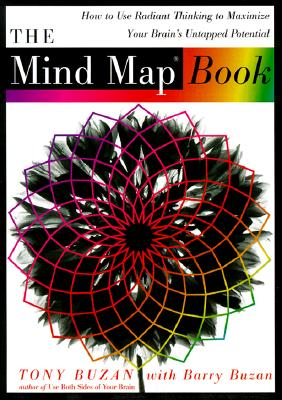 How to Use Radiant Thinking to Maximize
Your Brain's Untapped Potential
THE
Mind Map® Book
TONY BUZAN with Barry Buzan
author of Use Both Sides of Your Brain